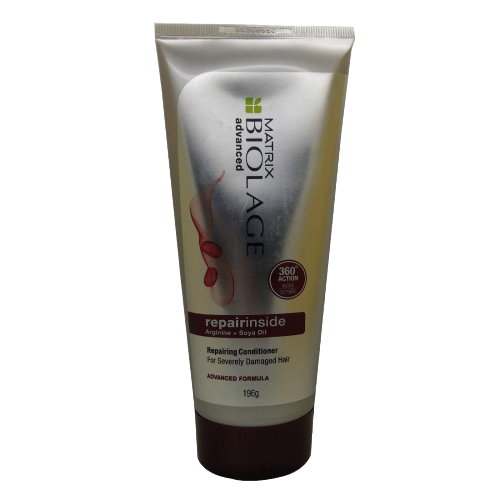 MATRIX
BIOLAGE
advanced
360°
ACTION
repairinside
Arginine + Soya Oil
Repairing Conditioner
For Severely Damaged Hair
ADVANCED FORMULA
196g